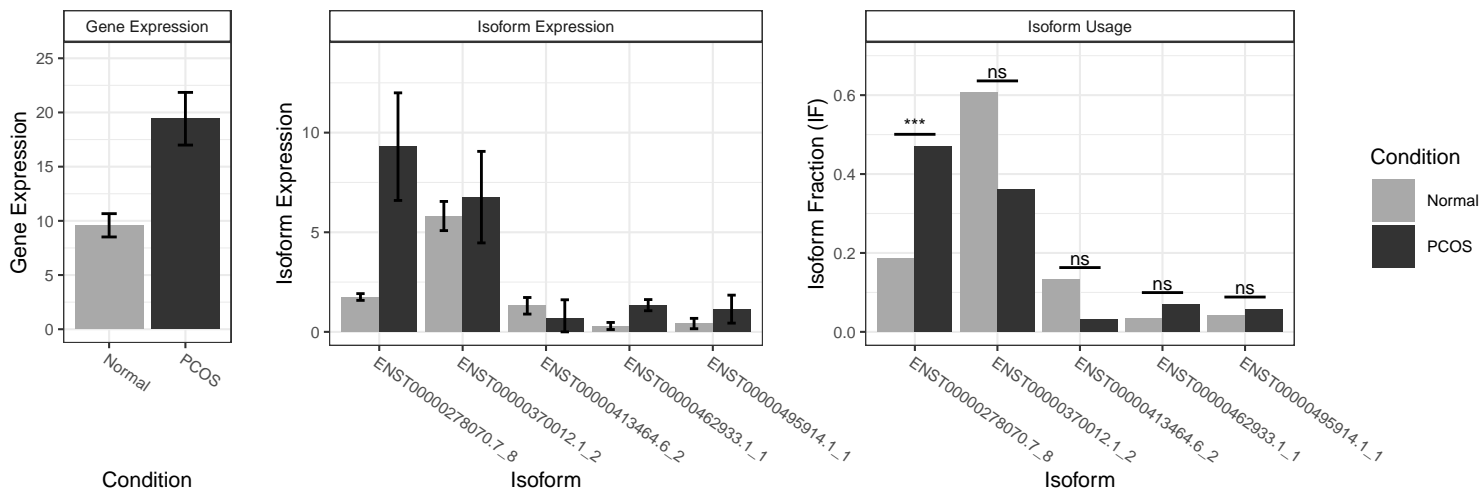 Gene Expression
Gene Expression
25
20
15
10
5
0
Normal
PCOS
Condition
Isoform Expression
Isoform Expression
10
5
0
ENST00000278070.7_8
ENST00000370012.1_2
ENST00000413464.6_2
ENST00000462933.1_1
ENST00000495914.1_1
Isoform
Isoform Usage
Isoform Fraction (IF)
0.6
0.4
0.2
0.0
***
ns
ns
ns
ns
ENST00000278070.7_8
ENST00000370012.1_2
ENST00000413464.6_2
ENST00000462933.1_1
ENST00000495914.1_1
Isoform
Condition
Normal
PCOS